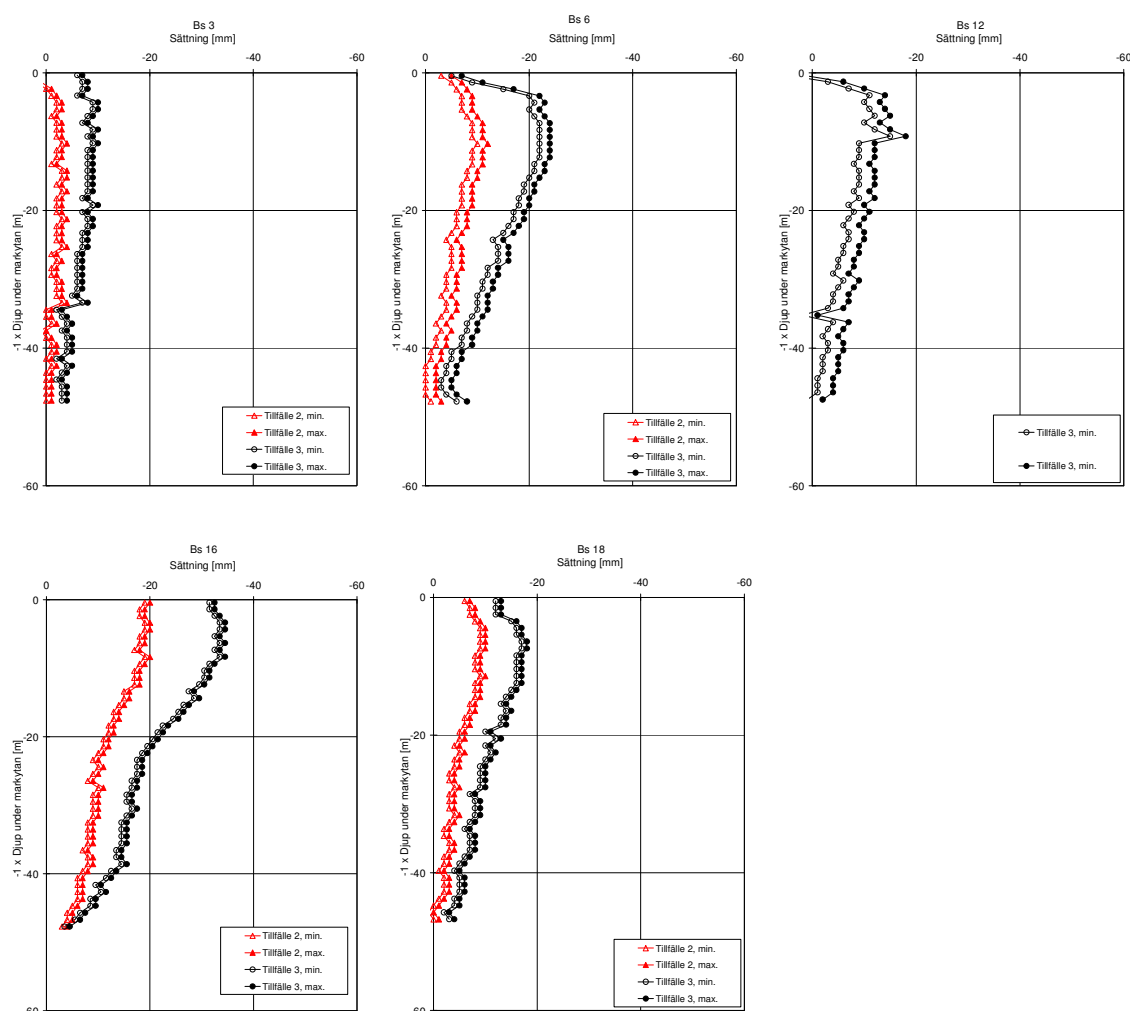 Bs 3
Sättning [mm]
0 -20 -40 -60
0
-20
-40
-60
-1 x Djup under markytan [m]
Tillfälle 2, min.
Tillfälle 2, max.
Tillfälle 3, min.
Tillfälle 3, max.
Bs 6
Sättning [mm]
0 -20 -40 -60
0
-20
-40
-60
-1 x Djup under markytan [m]
Tillfälle 2, min.
Tillfälle 2, max.
Tillfälle 3, min.
Tillfälle 3, max.
Bs 12
Sättning [mm]
0 -20 -40 -60
0
-20
-40
-60
-1 x Djup under markytan [m]
Tillfälle 3, min.
Tillfälle 3, max.
Bs 16
Sättning [mm]
0 -20 -40 -60
0
-20
-40
-60
-1 x Djup under markytan [m]
Tillfälle 2, min.
Tillfälle 2, max.
Tillfälle 3, min.
Tillfälle 3, max.
Bs 18
Sättning [mm]
0 -20 -40 -60
0
-20
-40
-60
-1 x Djup under markytan [m]
Tillfälle 2, min.
Tillfälle 2, max.
Tillfälle 3, min.
Tillfälle 3, max.